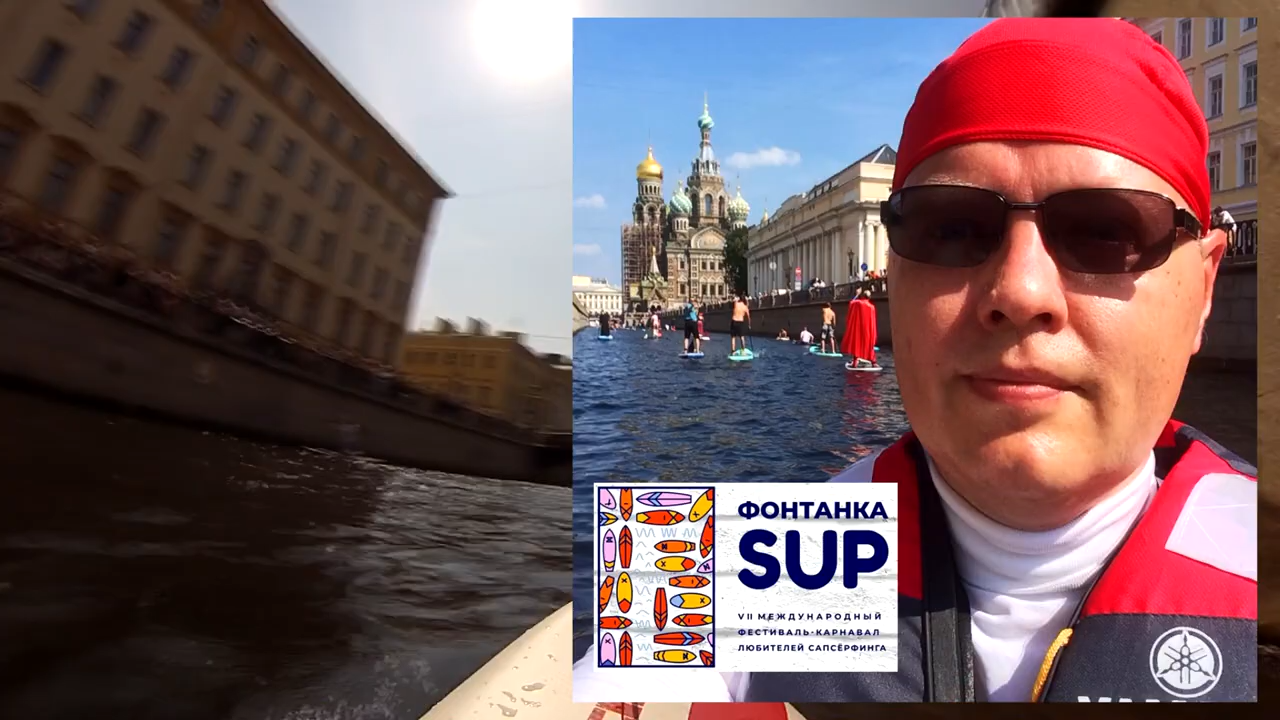 ФОНТАНКА
SUP
VII МЕЖДУНАРОДНЫЙ
ФЕСТИВАЛЬ-КАРНАВАЛ
ЛЮБИТЕЛЕЙ САПСЁРФИНГА